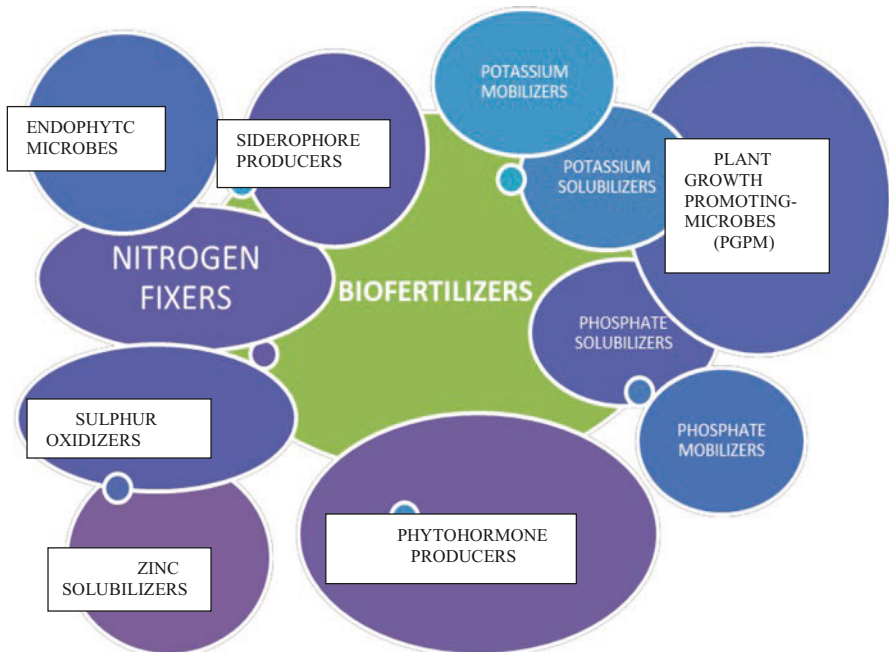 POTASSIUM
MOBILIZERS
ENDOPHYTC
MICROBES
SIDEROPHORE
PRODUCERS
POTASSIUM
SOLUBILIZERS
PLANT
GROWTH
PROMOTING-
MICROBES
(PGPM)
NITROGEN
FIXERS
BIOFERTILIZERS
PHOSPHATE
SOLUBILIZERS
SULPHUR
OXIDIZERS
PHOSPHATE
MOBILIZERS
PHYTOHORMONE
PRODUCERS
ZINC
SOLUBILIZERS